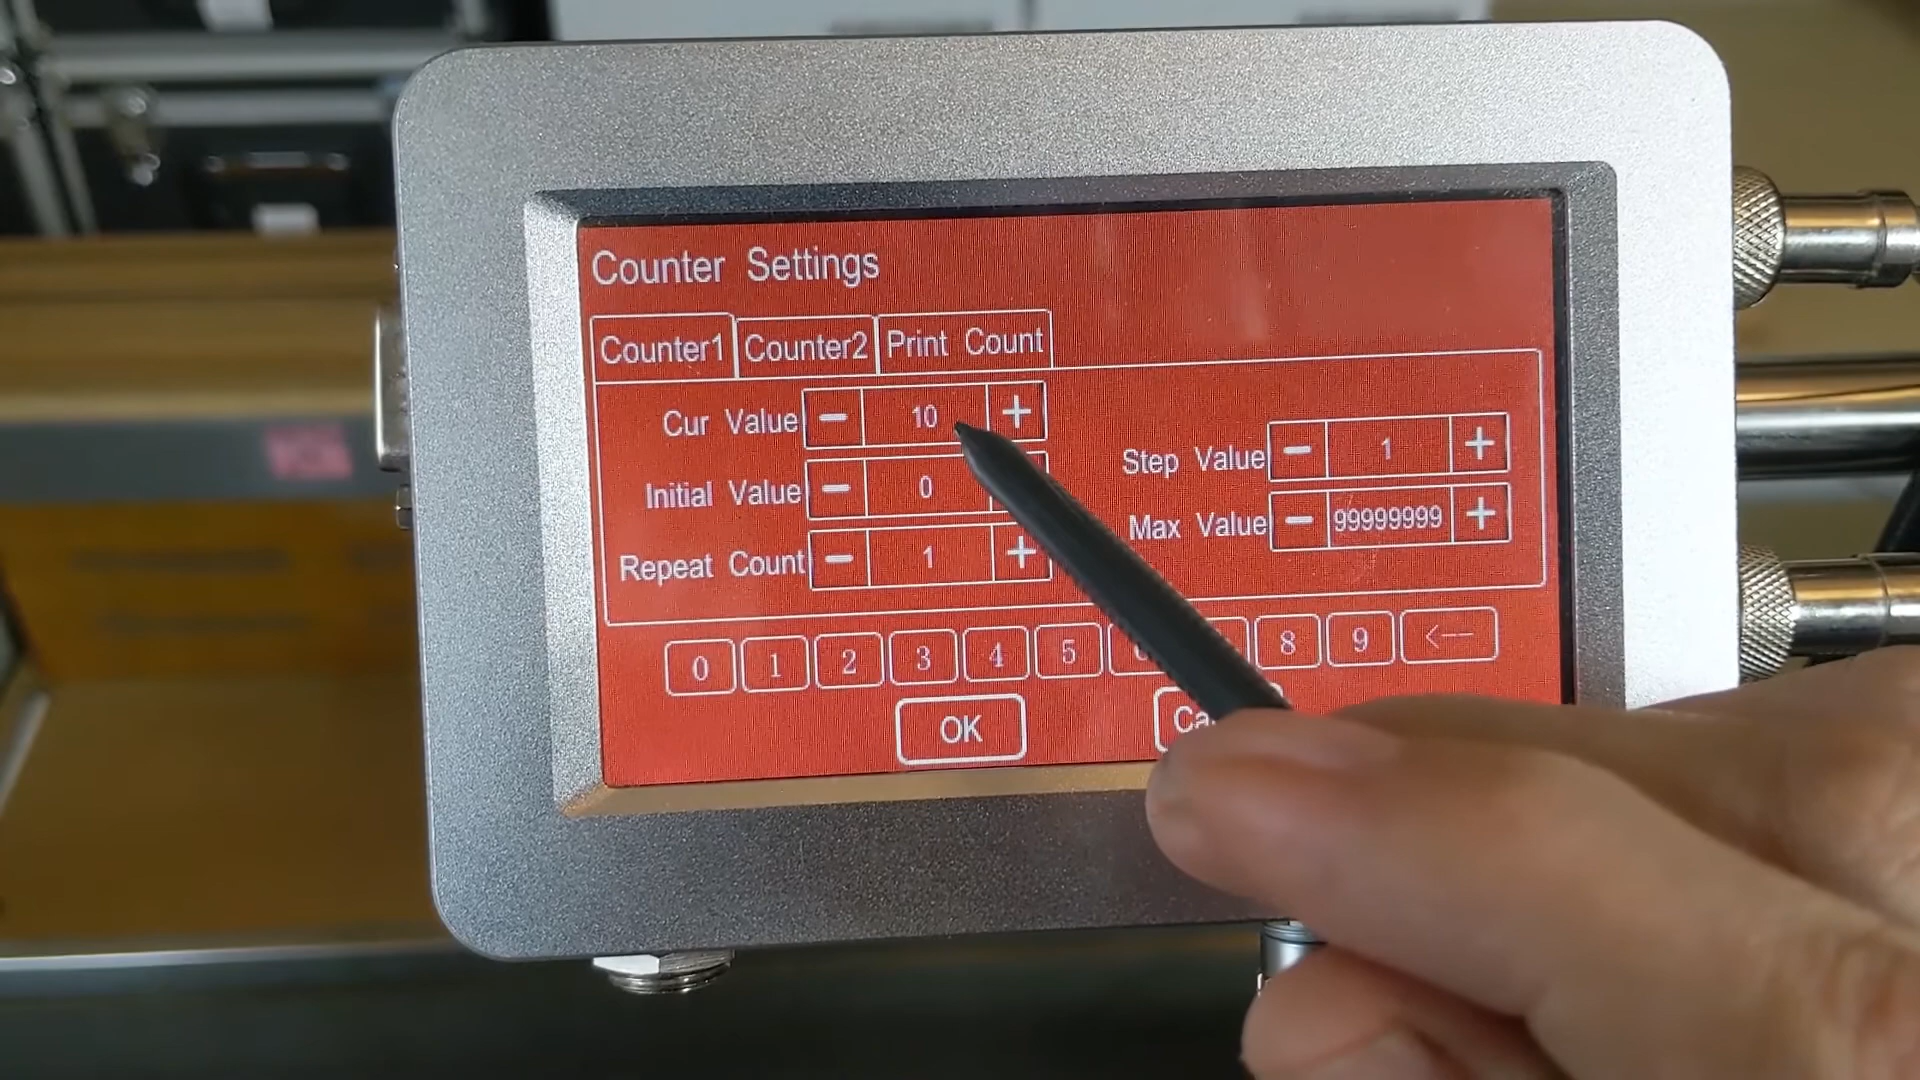 Counter Settings
Counter1 Counter2 Print Count
Cur Value - 10 +
Initial Value - 0
Repeat Count - 1 +
Step Value - 1 +
Max Value - 99999999 +
0 1 2 3 4 5 8 9 <--
OK